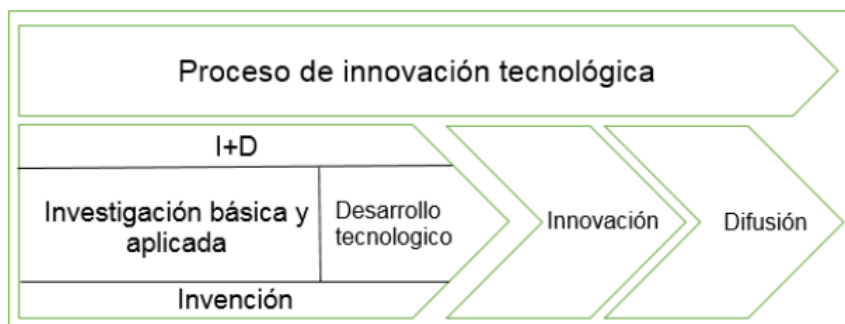 Proceso de innovación tecnológica
I+D
Investigación básica y
aplicada
Desarrollo
tecnologico
Innovación
Difusión
Invención